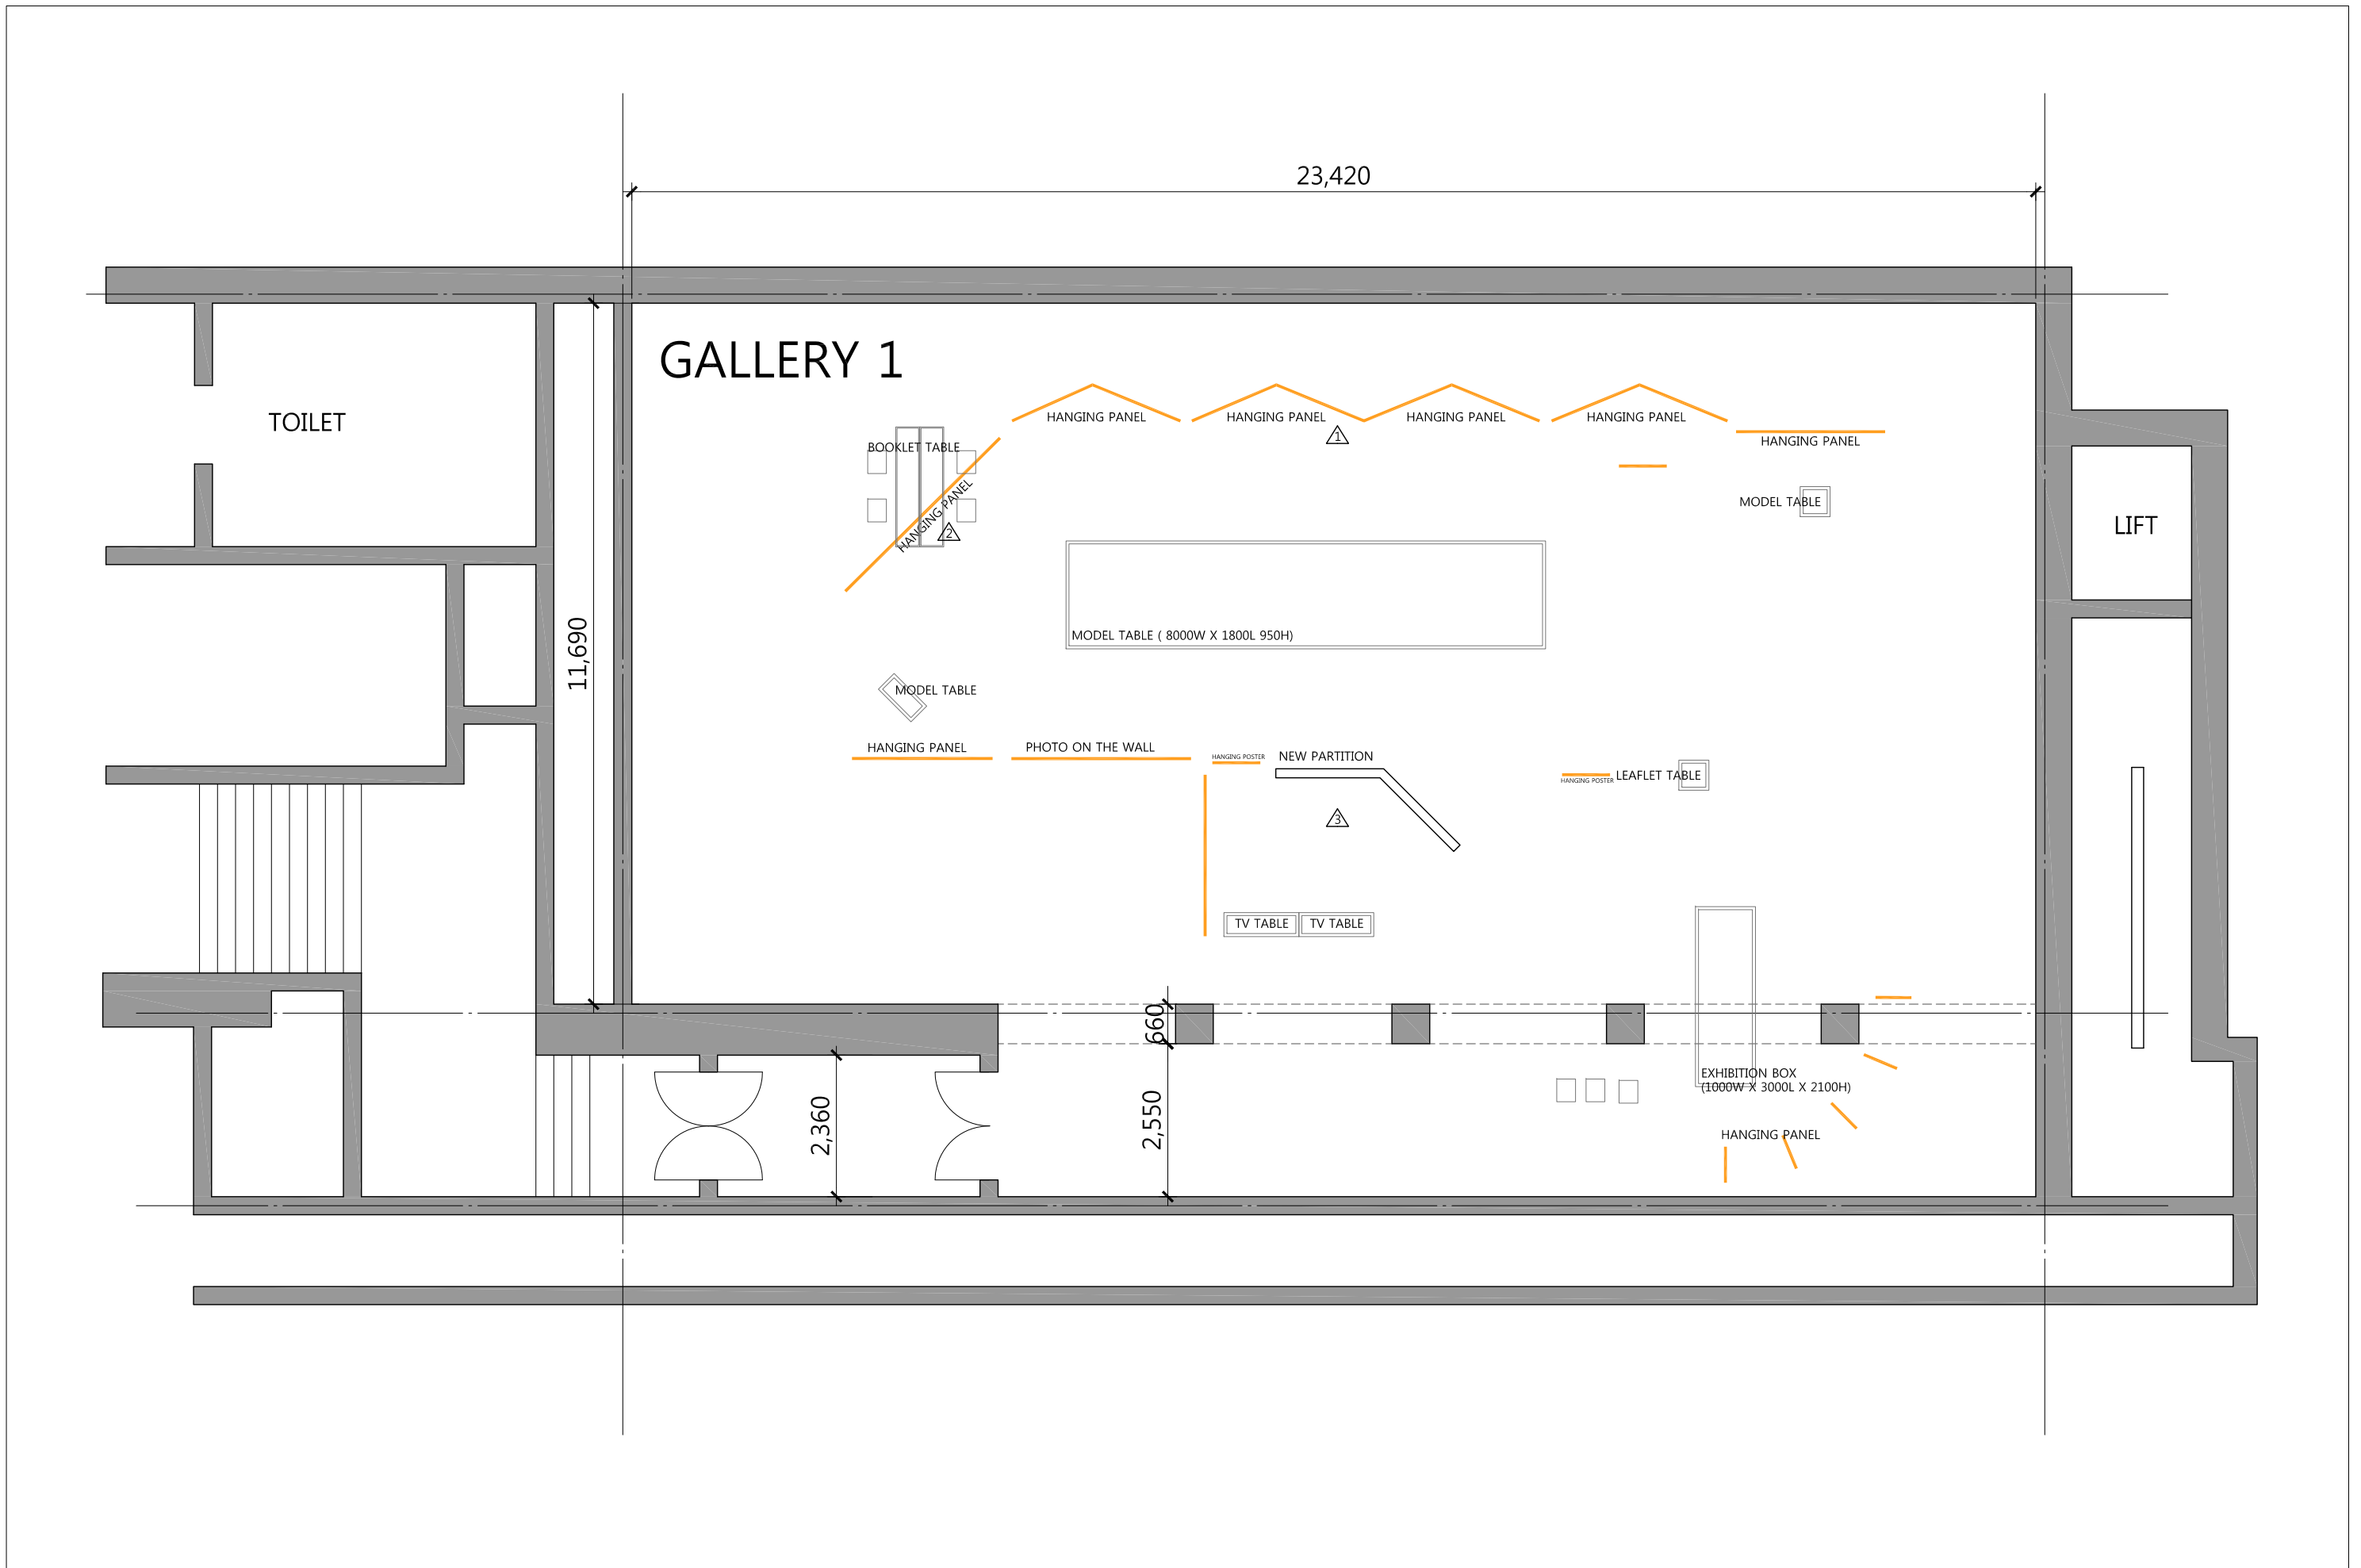 23,420
GALLERY 1
TOILET
HANGING PANEL
HANGING PANEL
HANGING PANEL
HANGING PANEL
HANGING PANEL
1
BOOKLET TABLE
HANGING PANEL
2
MODEL TABLE
LIFT
MODEL TABLE ( 8000W X 1800L 950H)
11,690
MODEL TABLE
HANGING PANEL
PHOTO ON THE WALL
HANGING POSTER
NEW PARTITION
HANGING POSTER
LEAFLET TABLE
3
TV TABLE
TV TABLE
660
2,360
2,550
EXHIBITION BOX
(1000W X 3000L X 2100H)
HANGING PANEL